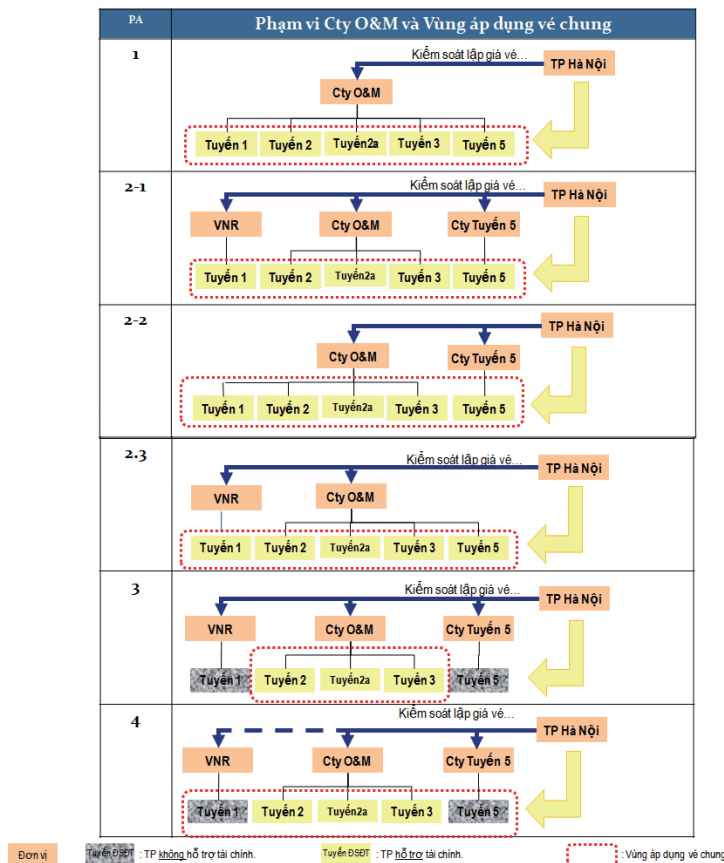 PA Phạm vi Cty O&M và Vùng áp dụng vé chung
1
Kiểm soát lập giá vé...
TP Hà Nội
Cty O&M
Tuyến 1 Tuyến 2 Tuyến2a Tuyến 3 Tuyến 5
2-1
Kiểm soát lập giá vé...
TP Hà Nội
VNR Cty O&M Cty Tuyến 5
Tuyến 1 Tuyến 2 Tuyến2a Tuyến 3 Tuyến 5
2-2
TP Hà Nội
Cty O&M Cty Tuyến 5
Tuyến 1 Tuyến 2 Tuyến2a Tuyến 3 Tuyến 5
2.3
Kiểm soát lập giá vé...
TP Hà Nội
VNR Cty O&M
Tuyến 1 Tuyến 2 Tuyến2a Tuyến 3 Tuyến 5
3
Kiểm soát lập giá vé...
TP Hà Nội
VNR Cty O&M Cty Tuyến 5
Tuyến 1 Tuyến 2 Tuyến2a Tuyến 3 Tuyến 5
4
Kiểm soát lập giá vé...
TP Hà Nội
VNR Cty O&M Cty Tuyến 5
Tuyến 1 Tuyến 2 Tuyến2a Tuyến 3 Tuyến 5
Đơn vị Tuyến ĐSĐT : TP không hỗ trợ tài chính. Tuyến ĐSĐT : TP hỗ trợ tài chính. : Vùng áp dụng vé chung